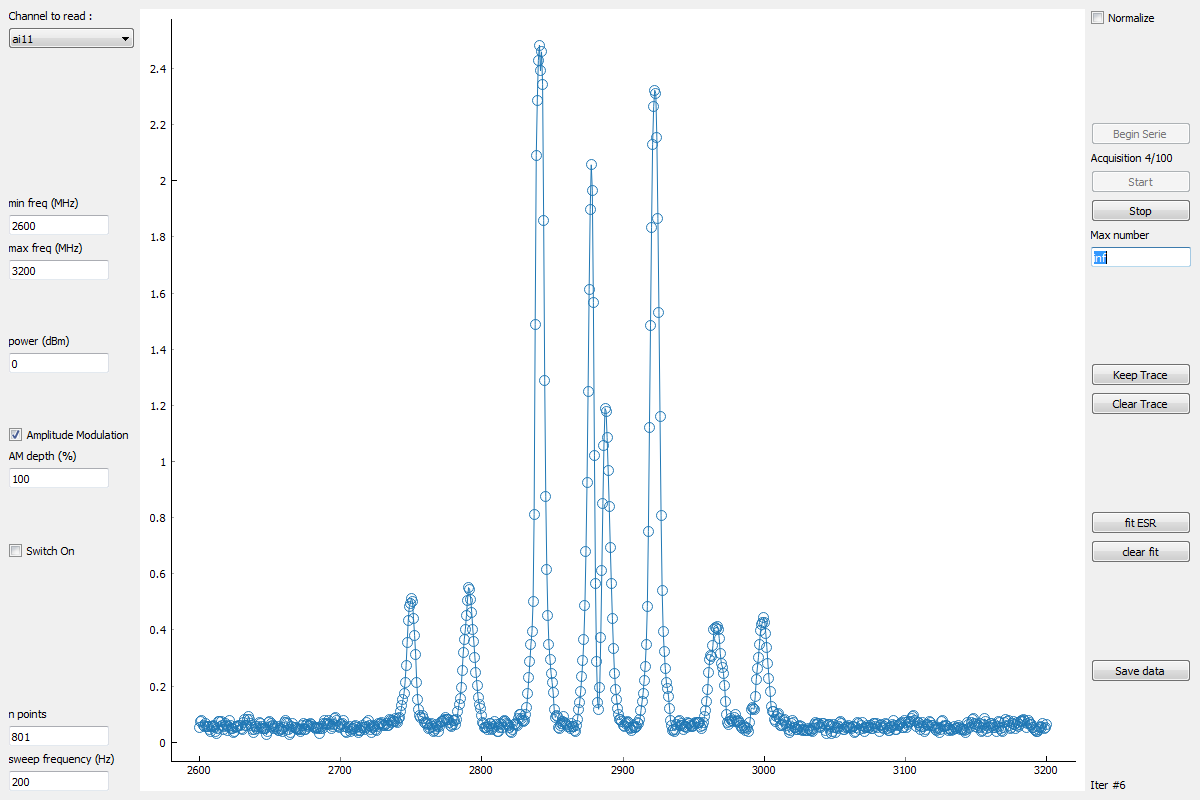 Channel to read :
ai11
min freq (MHz)
2600
max freq (MHz)
3200
power (dBm)
0
Amplitude Modulation
AM depth (%)
100
Switch On
n points
801
sweep frequency (Hz)
200
2.4
2.2
2
1.8
1.6
1.4
1.2
1
0.8
0.6
0.4
0.2
0
2600 2700 2800 2900 3000 3100 3200
Normalize
Begin Serie
Acquisition 4/100
Start
Stop
Max number
inf
Keep Trace
Clear Trace
fit ESR
clear fit
Save data
Iter #6